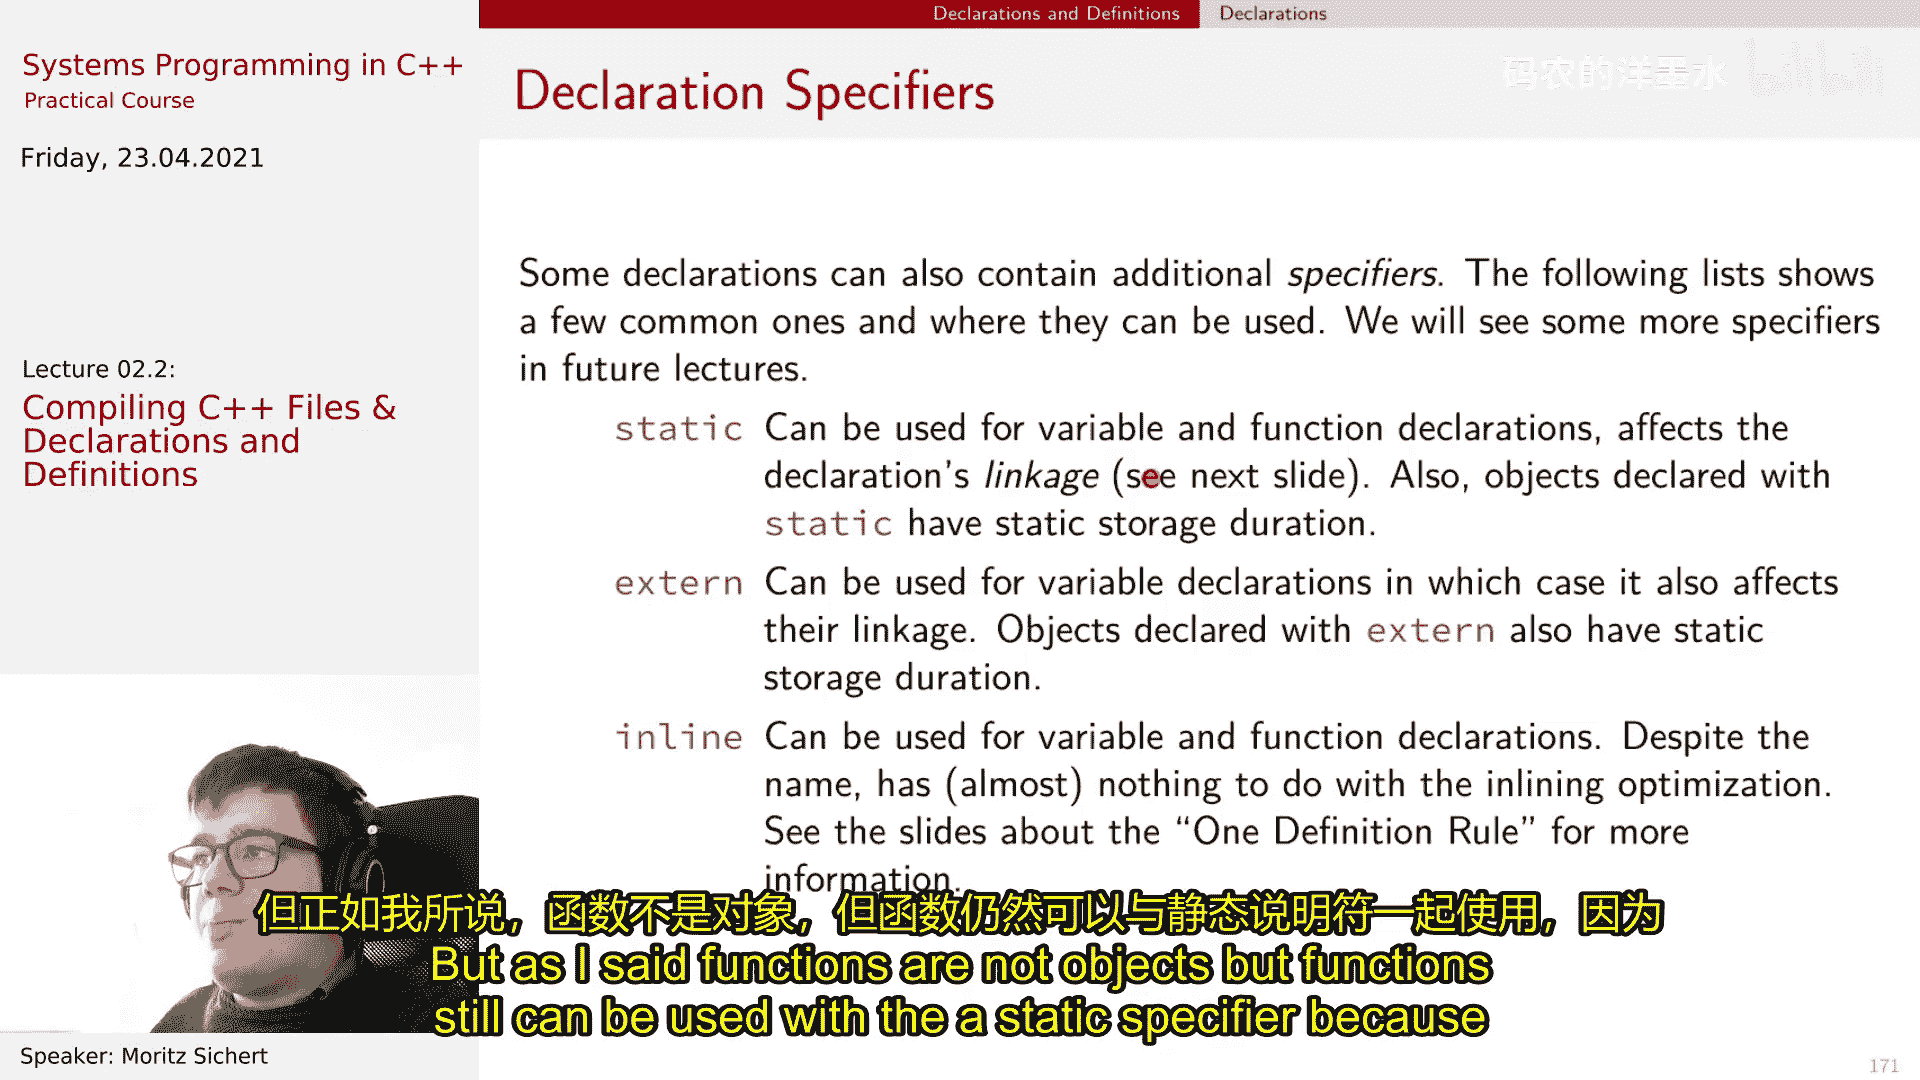 Declarations and Definitions
Declarations
Systems Programming in C++
Practical Course
Friday, 23.04.2021
Declaration Specifiers
码农的洋墨水 bilibili
Lecture 02.2:
Compiling C++ Files &
Declarations and
Definitions
Some declarations can also contain additional specifiers. The following lists shows
a few common ones and where they can be used. We will see some more specifiers
in future lectures.
static Can be used for variable and function declarations, affects the
declaration's linkage (see next slide). Also, objects declared with
static have static storage duration.
extern Can be used for variable declarations in which case it also affects
their linkage. Objects declared with extern also have static
storage duration.
inline Can be used for variable and function declarations. Despite the
name, has (almost) nothing to do with the inlining optimization.
See the slides about the “One Definition Rule” for more
information.
但正如我所说，函数不是对象，但函数仍然可以与静态说明符一起使用，因为
But as I said functions are not objects but functions
still can be used with the a static specifier because
Speaker: Moritz Sichert
171